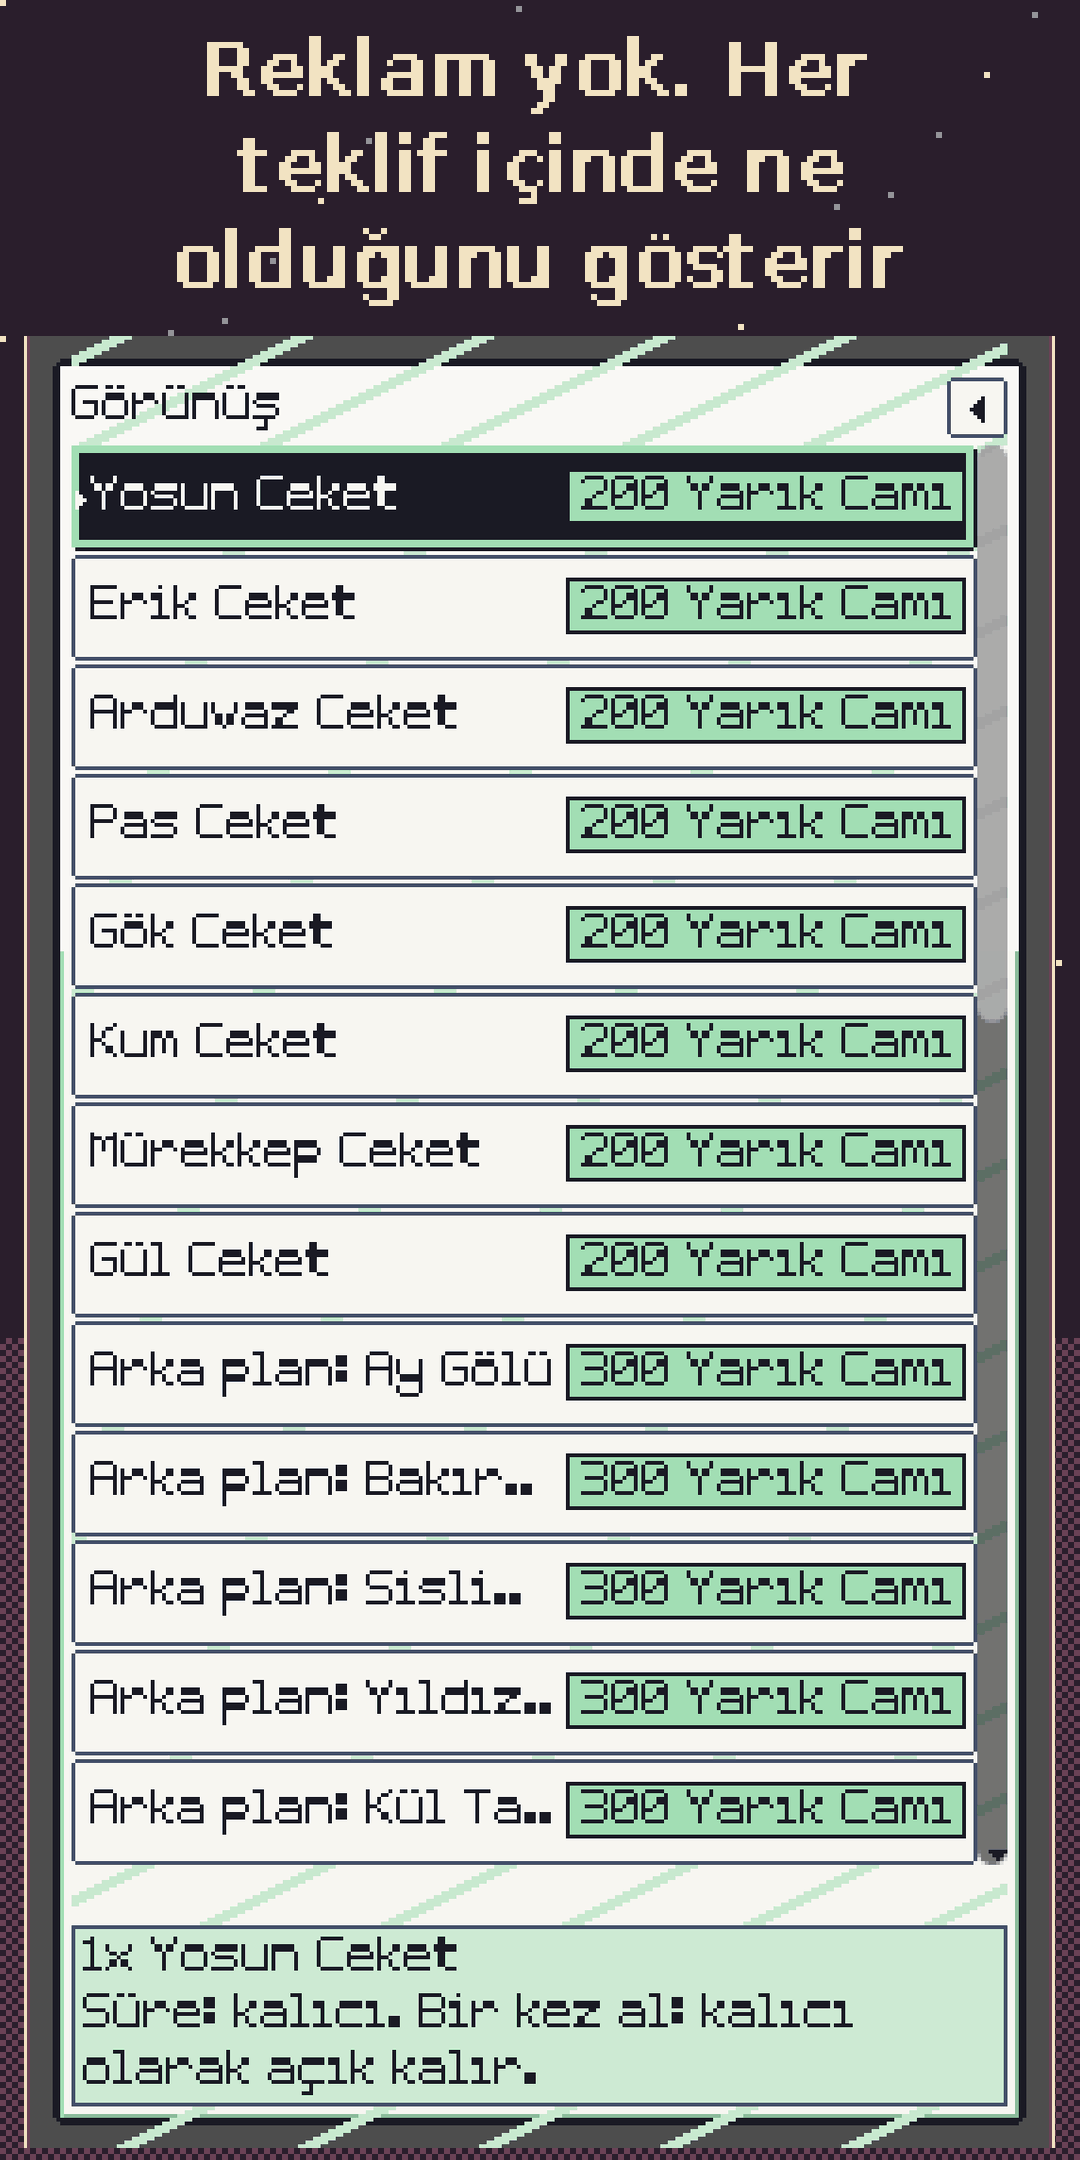 Reklam yok. Her
teklif içinde ne
olduğunu gösterir
Görünüş
Yosun Ceket 200 Yarık Camı
Erik Ceket 200 Yarık Camı
Arduvaz Ceket 200 Yarık Camı
Pas Ceket 200 Yarık Camı
Gök Ceket 200 Yarık Camı
Kum Ceket 200 Yarık Camı
Mürekkep Ceket 200 Yarık Camı
Gül Ceket 200 Yarık Camı
Arka plan: Ay Gölü 300 Yarık Camı
Arka plan: Bakır.. 300 Yarık Camı
Arka plan: Sisli.. 300 Yarık Camı
Arka plan: Yıldız.. 300 Yarık Camı
Arka plan: Kül Ta.. 300 Yarık Camı
1x Yosun Ceket
Süre: kalıcı. Bir kez al: kalıcı
olarak açık kalır.